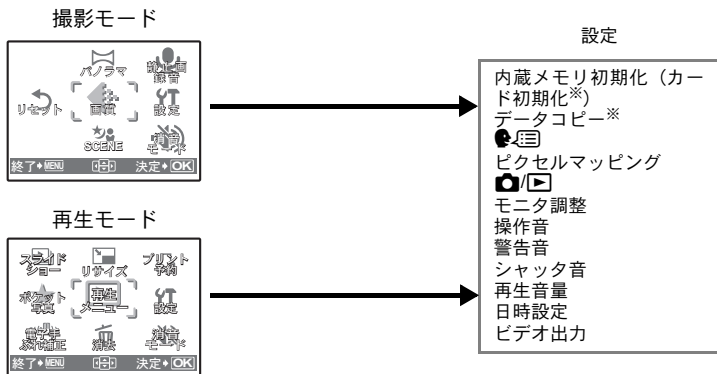 撮影モード
パノラマ
静止画
録音
リセット
画質
設定
SCENE
消音
モード
終了 MENU 決定 OK
再生モード
スライド
ショー
リサイズ
プリント
予約
ポケット
写真
再生
メニュー
設定
電子手
ぶれ補正
消去
消音
モード
終了 MENU 決定 OK
設定
内蔵メモリ初期化（カー
ド初期化※）
データコピー※
ピクセルマッピング
/
モニタ調整
操作音
警告音
シャッタ音
再生音量
日時設定
ビデオ出力